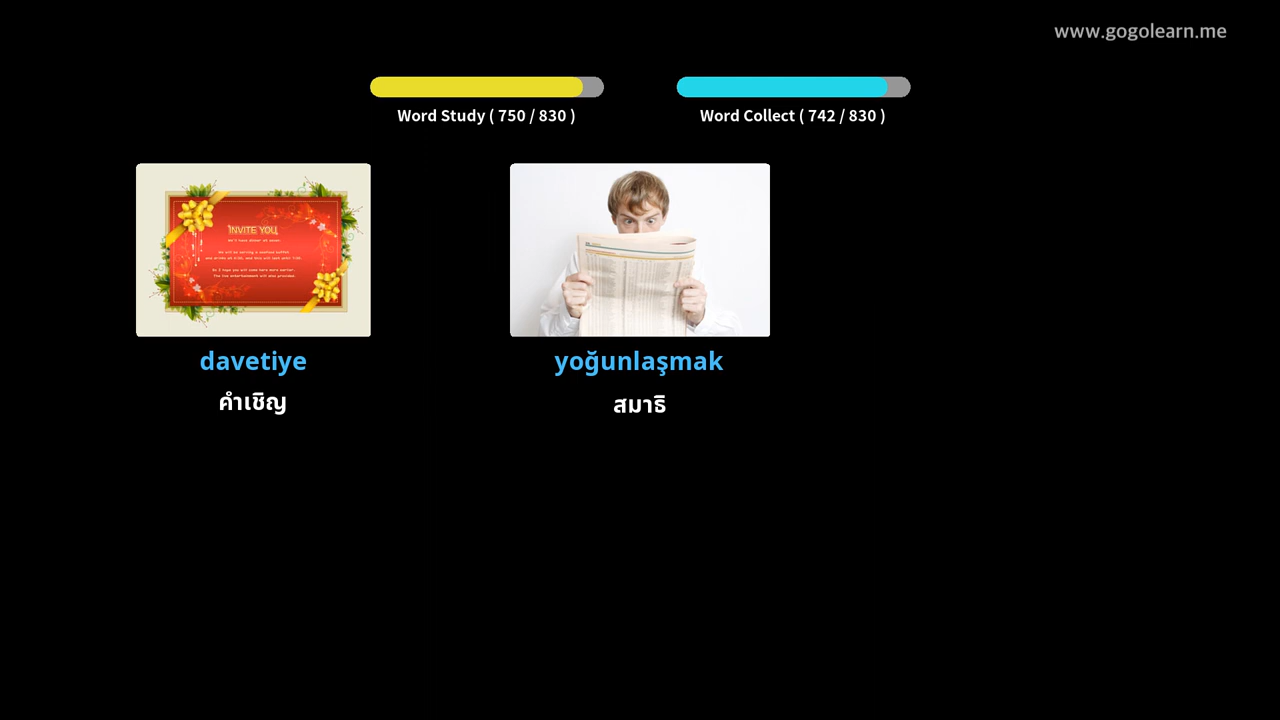 www.gogolearn.me
Word Study ( 750 / 830 )
Word Collect ( 742 / 830 )
INVITE YOU
davetiye
คำเชิญ
yoğunlaşmak
สมาธิ